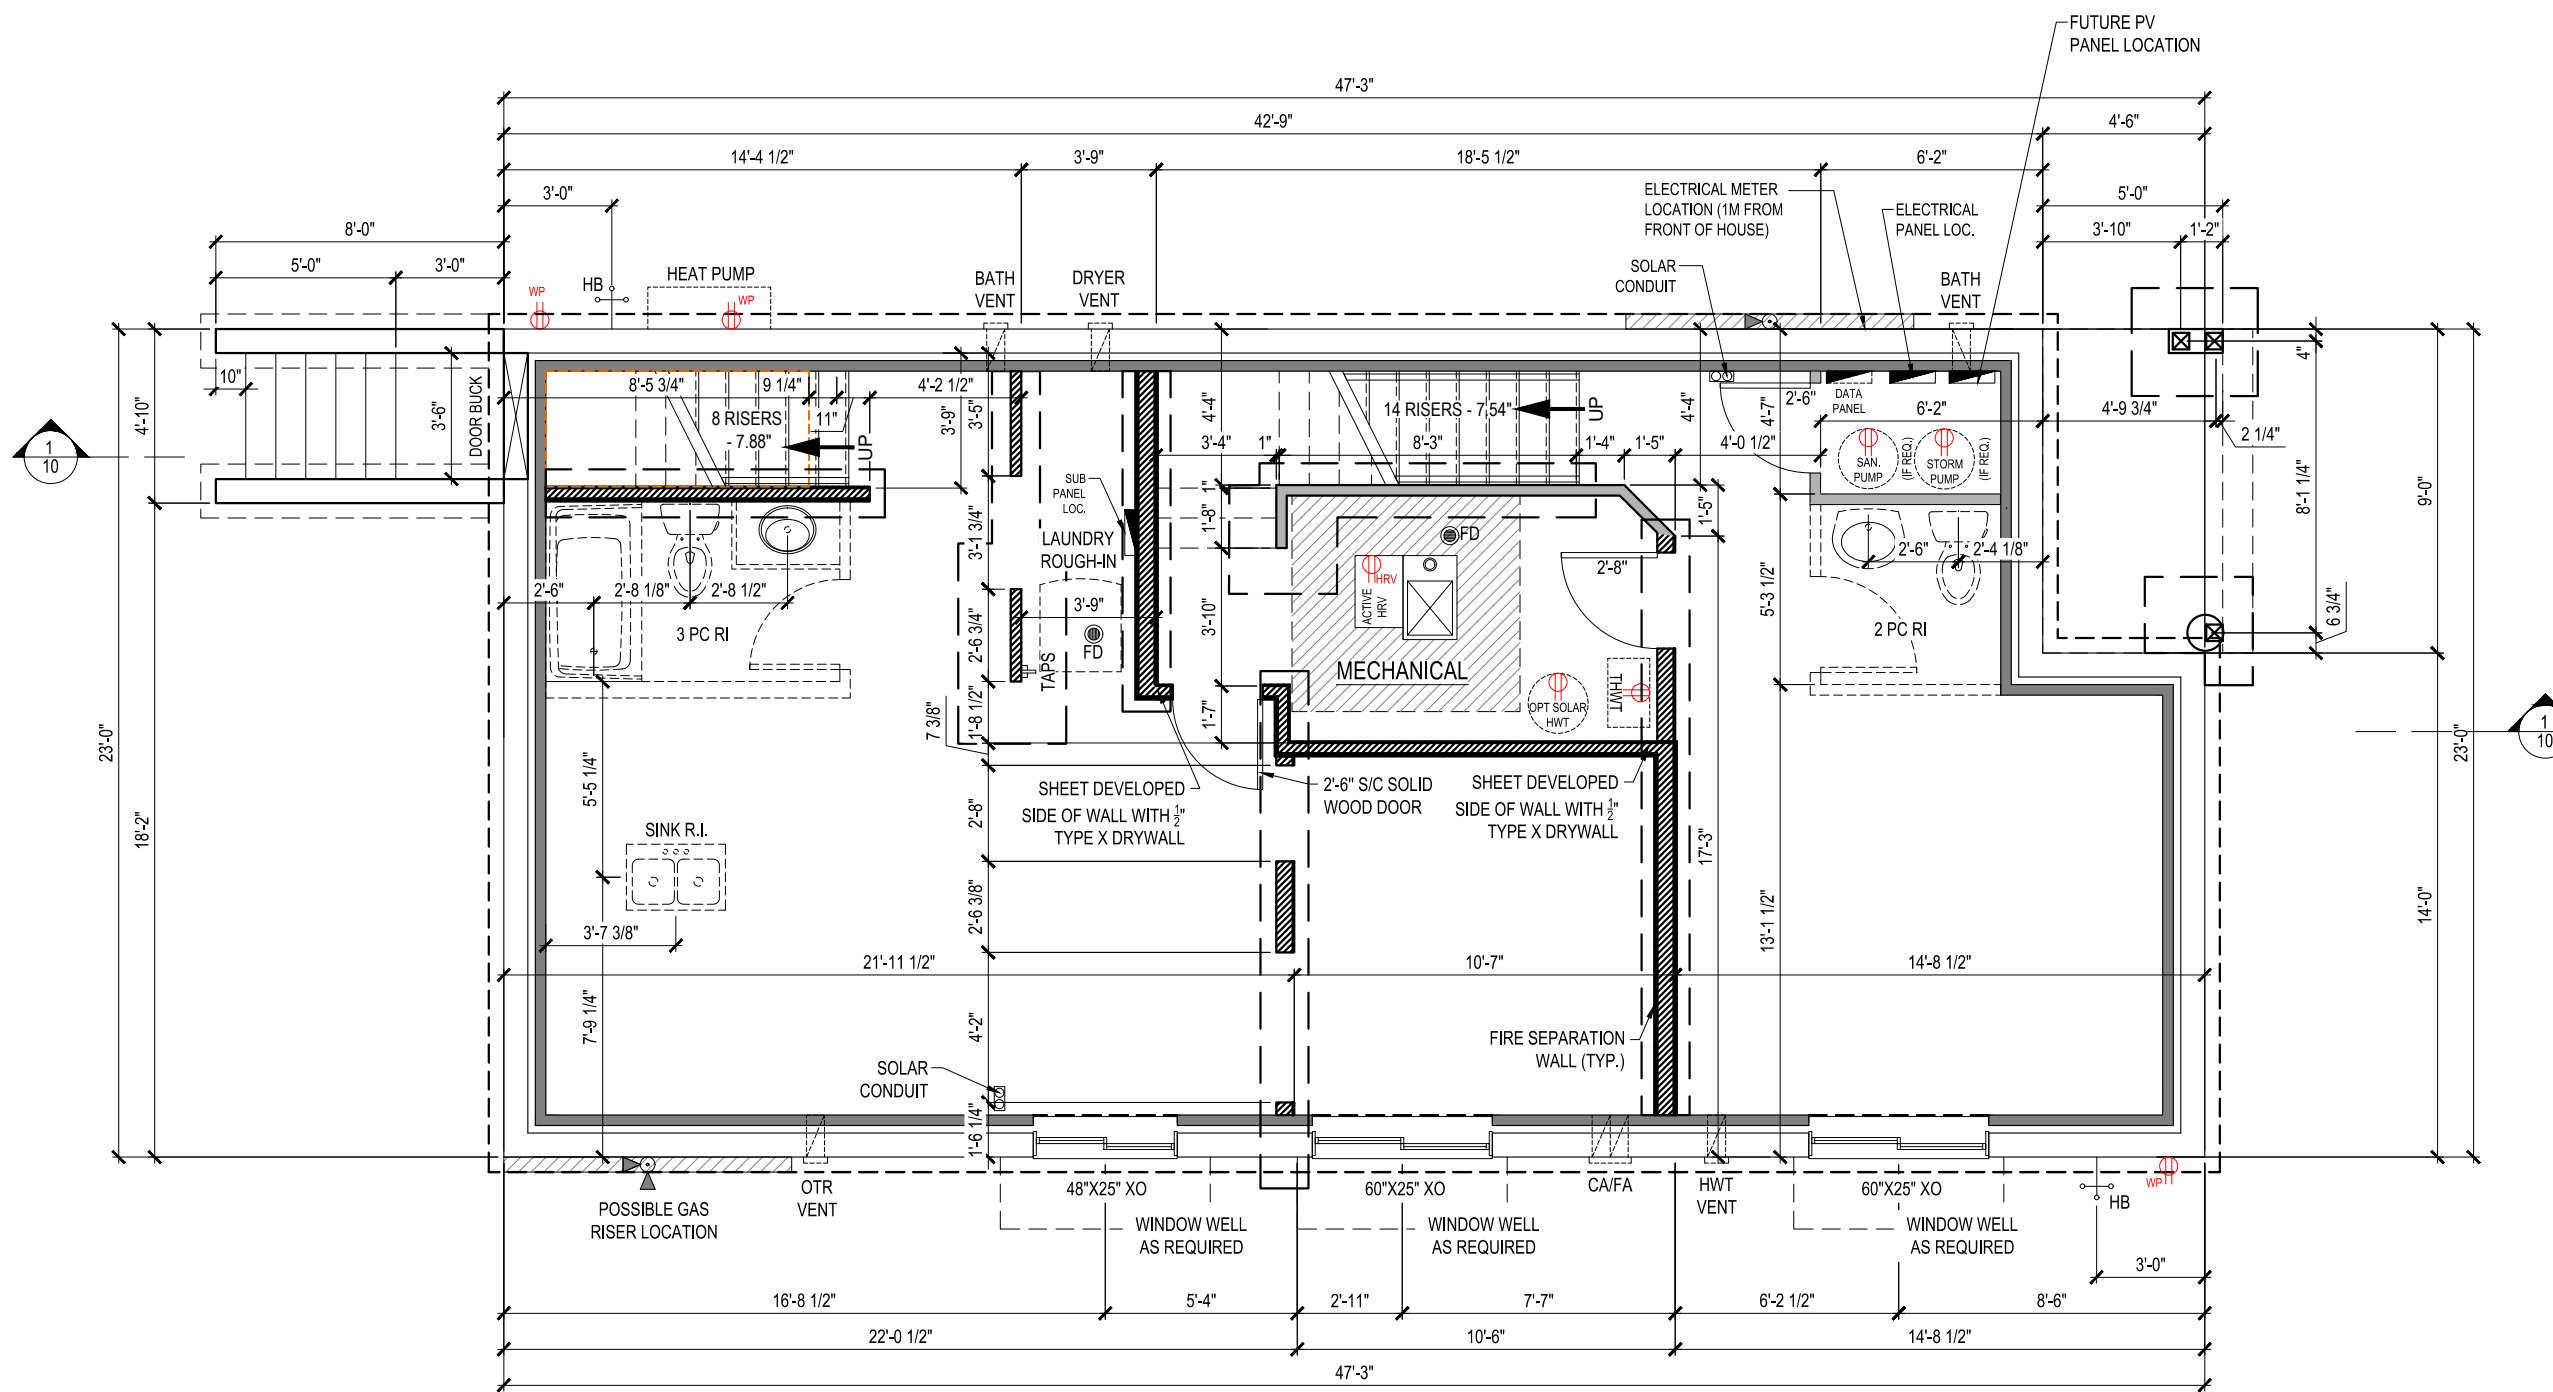 FUTURE PV
PANEL LOCATION
47'-3"
42'-9"
4'-6"
14'-4 1/2"
3'-9"
18'-5 1/2"
6'-2"
3'-0"
ELECTRICAL METER
LOCATION (1M FROM
FRONT OF HOUSE)
ELECTRICAL
PANEL LOC.
5'-0"
8'-0"
3'-10"
1'-2"
5'-0"
3'-0"
WP
HB
HEAT PUMP
WP
BATH
VENT
DRYER
VENT
SOLAR
CONDUIT
BATH
VENT
10"
4'-10"
3'-6"
DOOR BUCK
8'-5 3/4"
9 1/4"
4'-2 1/2"
8 RISERS
- 7.88"
11"
UP
3'-9"
3'-5"
4'-4"
14 RISERS - 7.54"
UP
4'-4"
4'-7"
2'-6"
DATA
PANEL
6'-2"
4'-9 3/4"
2 1/4"
4"
1
10
3'-4"
1"
8'-3"
1'-4"
1'-5"
4'-0 1/2"
SAN.
PUMP
(IF REQ.)
STORM
PUMP
(IF REQ.)
8'-1 1/4"
9'-0"
SUB
PANEL
LOC.
LAUNDRY
ROUGH-IN
3'-1 3/4"
1"
1'-8"
FD
1'-5"
2'-6"
2'-8 1/8"
2'-8 1/2"
3 PC RI
3'-9"
FD
TAPS
2'-6 3/4"
3'-10"
HRV
ACTIVE
HRV
2'-8"
MECHANICAL
5'-3 1/2"
2'-6"
2'-4 1/8"
2 PC RI
6 3/4"
OPT SOLAR
HWT
THWT
7 3/8"
1'-8 1/2"
1'-7"
23'-0"
18'-2"
5'-5 1/4"
SHEET DEVELOPED
SIDE OF WALL WITH 1/2"
TYPE X DRYWALL
2'-6" S/C SOLID
WOOD DOOR
SHEET DEVELOPED
SIDE OF WALL WITH 1/2"
TYPE X DRYWALL
23'-0"
1
10
2'-8"
17'-3"
SINK R.I.
3'-7 3/8"
2'-6 3/8"
13'-1 1/2"
14'-0"
21'-11 1/2"
10'-7"
14'-8 1/2"
7'-9 1/4"
4'-2"
FIRE SEPARATION
WALL (TYP.)
SOLAR
CONDUIT
1'-6 1/4"
POSSIBLE GAS
RISER LOCATION
OTR
VENT
48"X25" XO
60"X25" XO
CA/FA
HWT
VENT
60"X25" XO
WP
HB
WINDOW WELL
AS REQUIRED
WINDOW WELL
AS REQUIRED
WINDOW WELL
AS REQUIRED
3'-0"
16'-8 1/2"
5'-4"
2'-11"
7'-7"
6'-2 1/2"
8'-6"
22'-0 1/2"
10'-6"
14'-8 1/2"
47'-3"